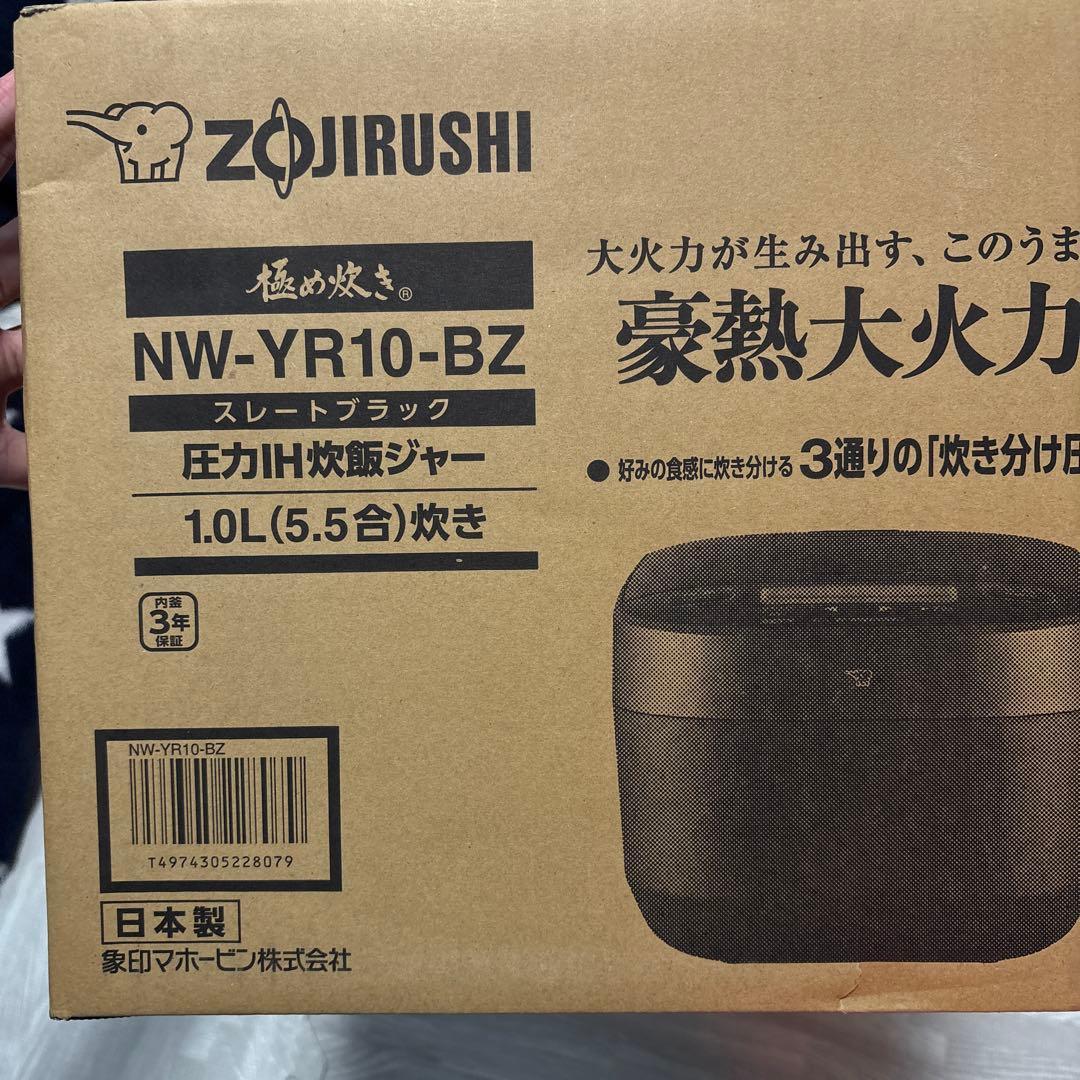 ZOJIRUSHI
極め炊き®
NW-YR10-BZ
スレートブラック
圧力IH炊飯ジャー
1.0L(5.5合)炊き
内釜
3年
保証
NW-YR10-BZ
T4974305228079
日本製
象印マホービン株式会社
大火力が生み出す、このうま
豪熱大火力
●好みの食感に炊き分ける 3通りの「炊き分け圧